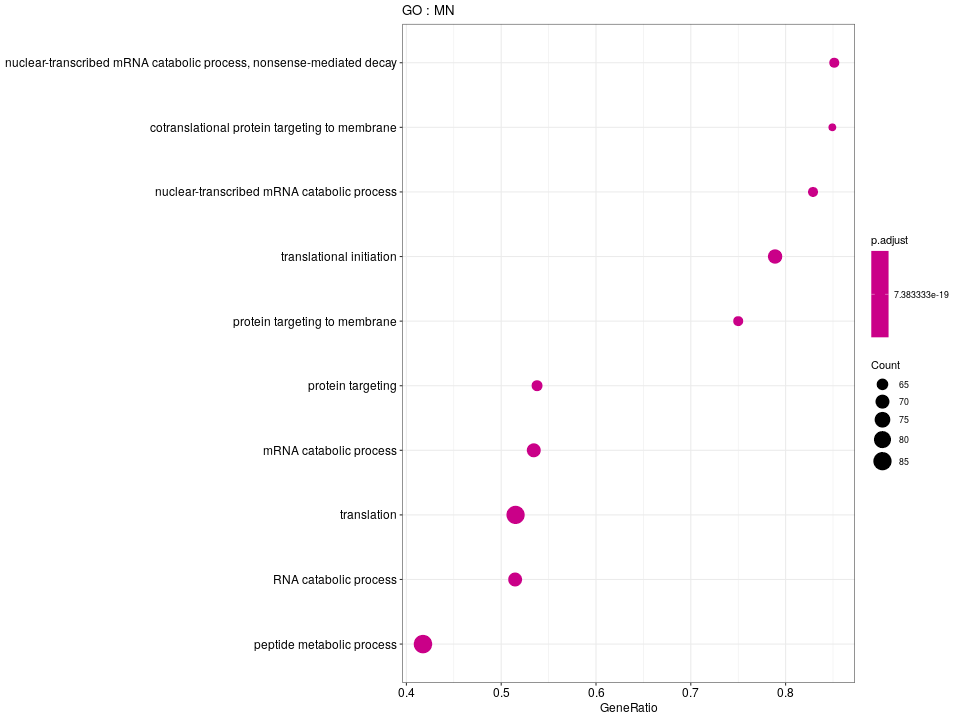 GO : MN
nuclear-transcribed mRNA catabolic process, nonsense-mediated decay
cotranslational protein targeting to membrane
nuclear-transcribed mRNA catabolic process
translational initiation
protein targeting to membrane
protein targeting
mRNA catabolic process
translation
RNA catabolic process
peptide metabolic process
0.4 0.5 0.6 0.7 0.8
GeneRatio
p.adjust
7.383333e-19
Count
65
70
75
80
85